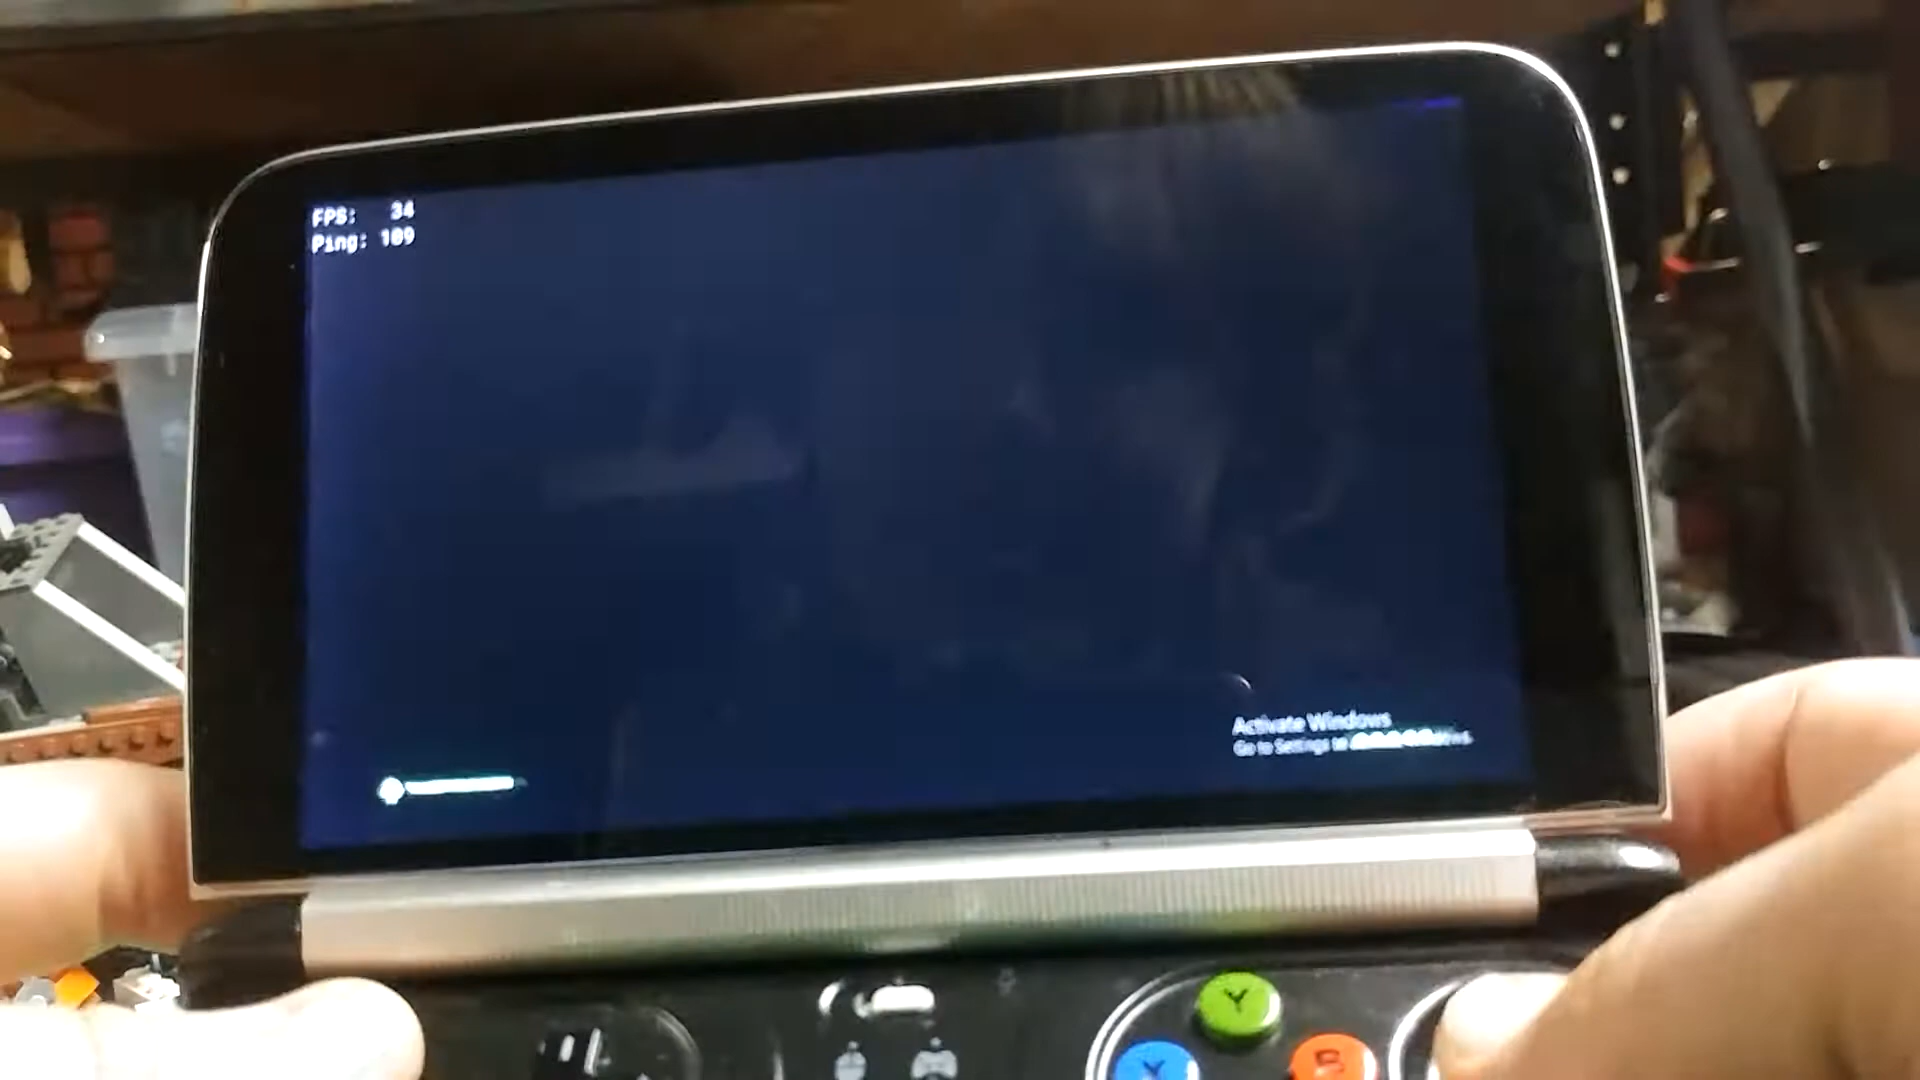 FPS: 34
Ping: 109
Activate Windows
Go to Settings to
Y
X
B